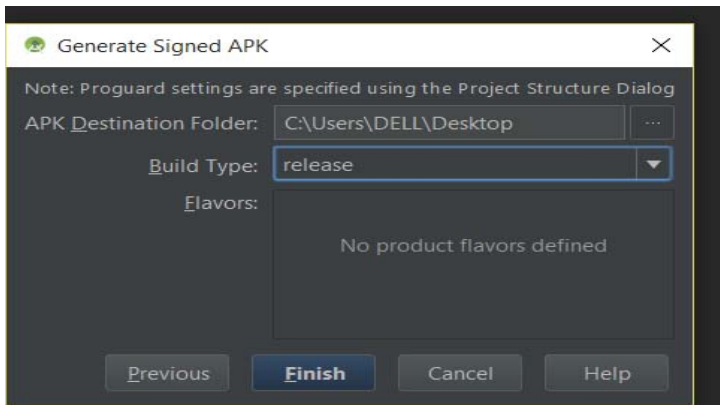 Generate Signed APK
Note: Proguard settings are specified using the Project Structure Dialog
APK Destination Folder: C:\Users\DELL\Desktop ...
Build Type: release
Flavors:
No product flavors defined
Previous Finish Cancel Help